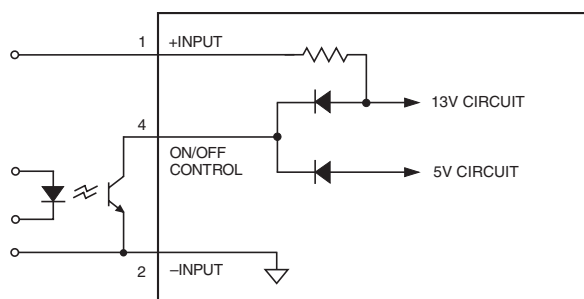 1 +INPUT
13V CIRCUIT
4
ON/OFF
CONTROL
5V CIRCUIT
2 –INPUT